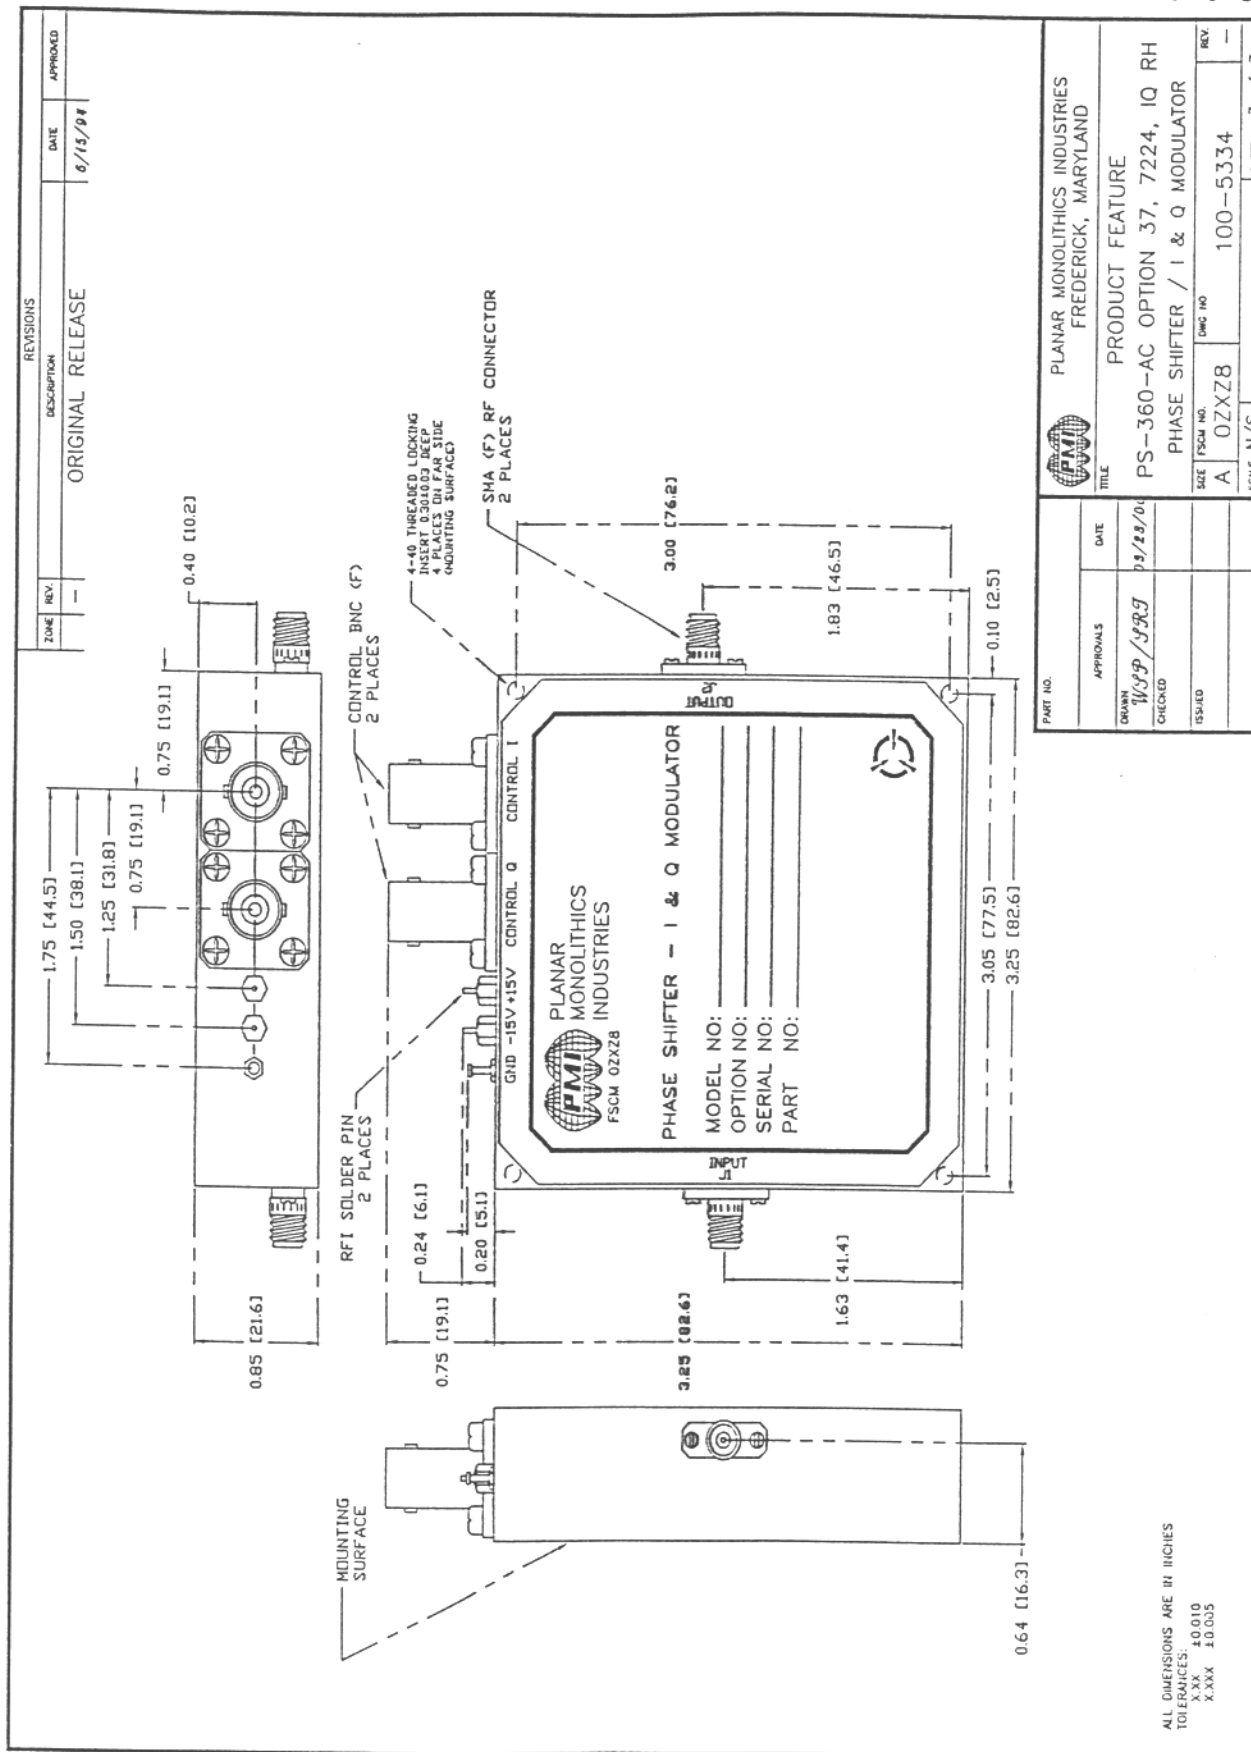 REVISIONS
ZONE REV. DESCRIPTION DATE APPROVED
— ORIGINAL RELEASE
0.40 [10.2]
0.75 [19.1]
1.75 [44.5]
1.50 [38.1]
1.25 [31.8]
0.75 [19.1]
0.85 [21.6]
CONTROL BNC (F)
2 PLACES
4-40 THREADED LOCKING
INSERT 0.30±0.03 DEEP
4 PLACES ON FAR SIDE
(MOUNTING SURFACE)
SMA (F) RF CONNECTOR
2 PLACES
RFI SOLDER PIN
2 PLACES
0.24 [6.1]
0.20 [5.1]
0.75 [19.1]
3.25 [82.6]
1.63 [41.4]
3.00 [76.2]
1.83 [46.5]
0.10 [2.5]
3.05 [77.5]
3.25 [82.6]
GND -15V +15V CONTROL Q CONTROL I
PMI
PLANAR
MONOLITHICS
INDUSTRIES
FSCM 0ZXZ8
PHASE SHIFTER - I & Q MODULATOR
MODEL NO:
OPTION NO:
SERIAL NO:
PART NO:
INPUT
J1
OUTPUT
J2
MOUNTING
SURFACE
0.64 [16.3]
ALL DIMENSIONS ARE IN INCHES
TOLERANCES:
X.XX ±0.010
X.XXX ±0.005
PART NO.
APPROVALS DATE
DRAWN
CHECKED
ISSUED
PMI
PLANAR MONOLITHICS INDUSTRIES
FREDERICK, MARYLAND
TITLE
PRODUCT FEATURE
PS-360-AC OPTION 37, 7224, IQ RH
PHASE SHIFTER / I & Q MODULATOR
SIZE FSCM NO. DWG NO REV.
A 0ZXZ8 100-5334 —